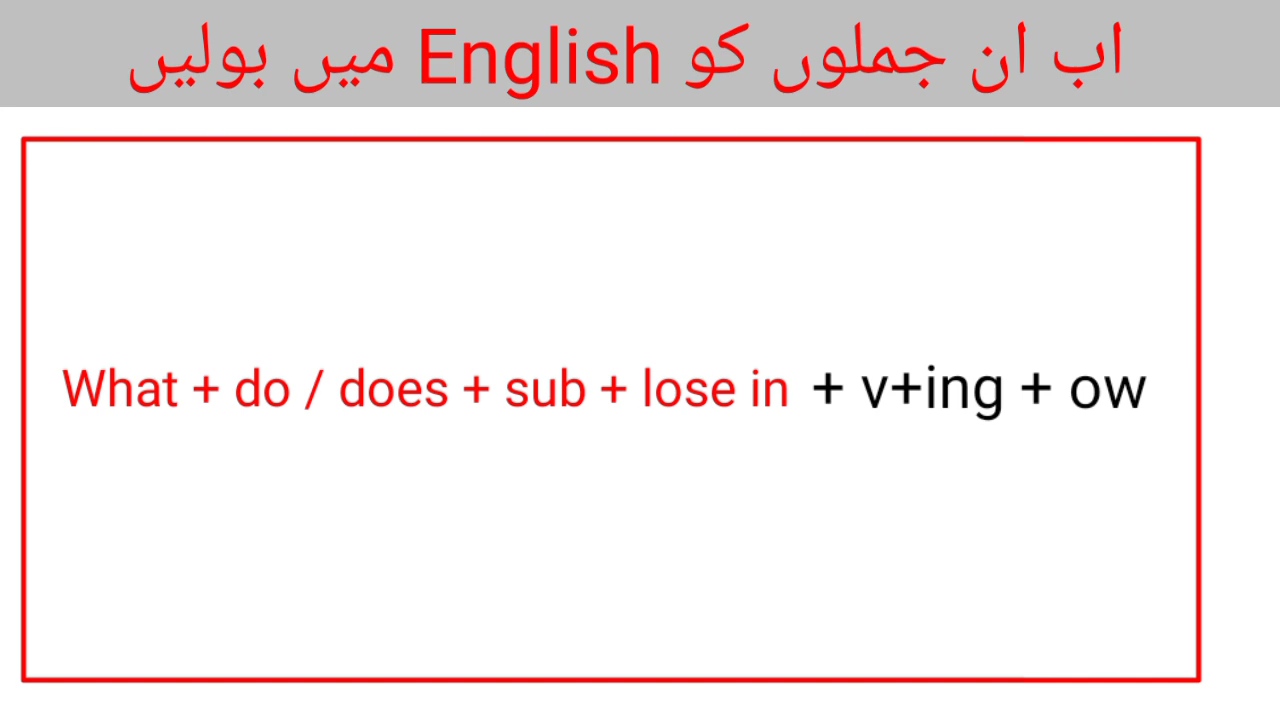 اب ان جملوں کو English میں بولیں
What + do / does + sub + lose in + v+ing + ow